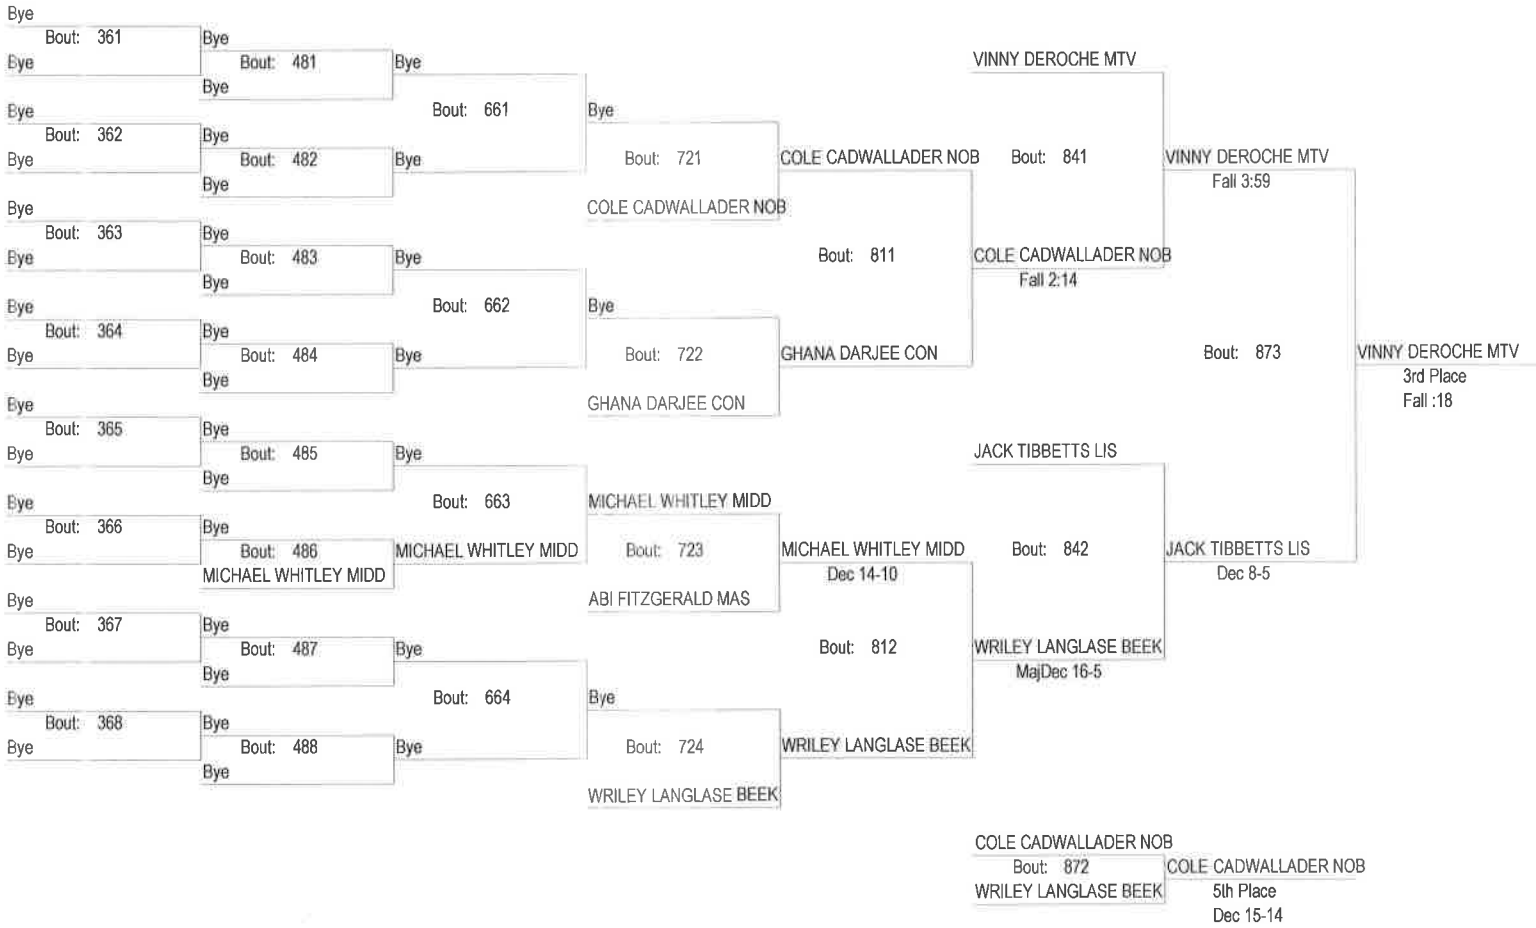 Bye
Bout: 361
Bye
Bye
Bout: 362
Bye
Bye
Bout: 363
Bye
Bye
Bout: 364
Bye
Bye
Bout: 365
Bye
Bye
Bout: 366
Bye
Bye
Bout: 367
Bye
Bye
Bout: 368
Bye
Bye
Bout: 481
Bye
Bye
Bout: 482
Bye
Bye
Bout: 483
Bye
Bye
Bout: 484
Bye
Bye
Bout: 485
Bye
Bye
Bout: 486
MICHAEL WHITLEY MIDD
Bye
Bout: 487
Bye
Bye
Bout: 488
Bye
Bye
Bout: 661
Bye
Bye
Bout: 662
Bye
Bye
Bout: 663
MICHAEL WHITLEY MIDD
Bye
Bout: 664
Bye
Bye
Bout: 721
COLE CADWALLADER NOB
Bye
Bout: 722
GHANA DARJEE CON
MICHAEL WHITLEY MIDD
Bout: 723
ABI FITZGERALD MAS
Bye
Bout: 724
WRILEY LANGLASE BEEK
COLE CADWALLADER NOB
Bout: 811
GHANA DARJEE CON
MICHAEL WHITLEY MIDD
Dec 14-10
Bout: 812
WRILEY LANGLASE BEEK
VINNY DEROCHE MTV
Bout: 841
COLE CADWALLADER NOB
Fall 2:14
JACK TIBBETTS LIS
Bout: 842
WRILEY LANGLASE BEEK
MajDec 16-5
VINNY DEROCHE MTV
Fall 3:59
Bout: 873
JACK TIBBETTS LIS
Dec 8-5
VINNY DEROCHE MTV
3rd Place
Fall :18
COLE CADWALLADER NOB
Bout: 872
WRILEY LANGLASE BEEK
COLE CADWALLADER NOB
5th Place
Dec 15-14